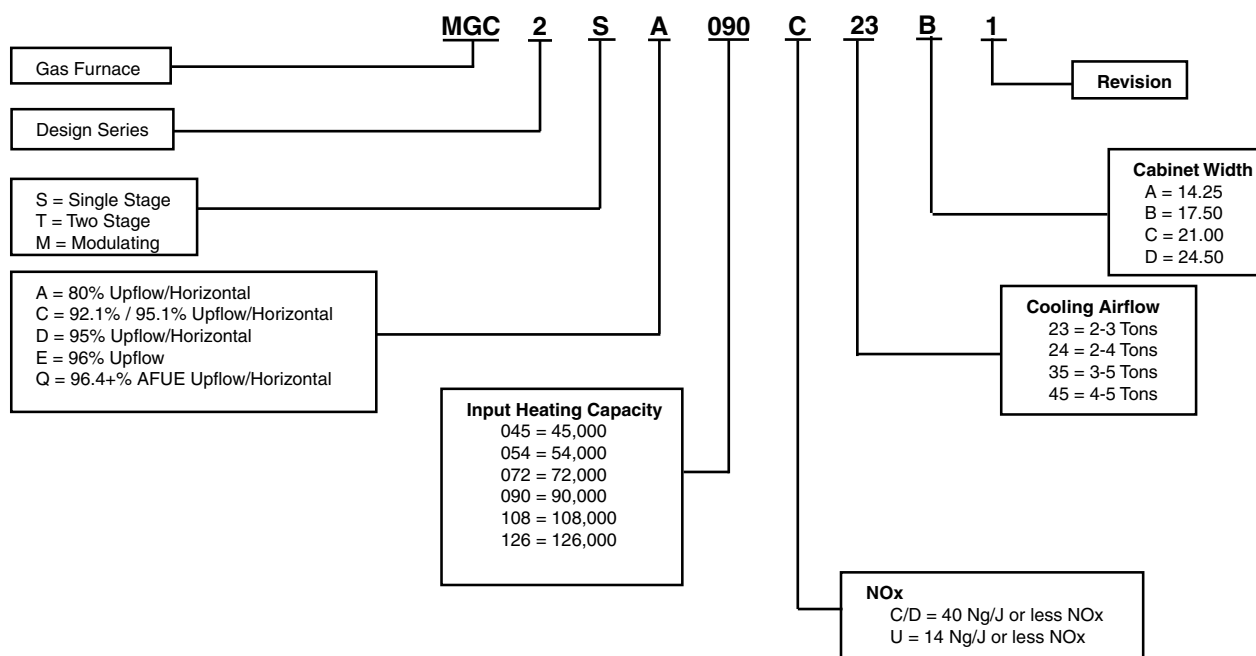 MGC 2 S A 090 C 23 B 1
Gas Furnace
Revision
Design Series
S = Single Stage
T = Two Stage
M = Modulating
Cabinet Width
A = 14.25
B = 17.50
C = 21.00
D = 24.50
A = 80% Upflow/Horizontal
C = 92.1% / 95.1% Upflow/Horizontal
D = 95% Upflow/Horizontal
E = 96% Upflow
Q = 96.4+% AFUE Upflow/Horizontal
Cooling Airflow
23 = 2-3 Tons
24 = 2-4 Tons
35 = 3-5 Tons
45 = 4-5 Tons
Input Heating Capacity
045 = 45,000
054 = 54,000
072 = 72,000
090 = 90,000
108 = 108,000
126 = 126,000
NOx
C/D = 40 Ng/J or less NOx
U = 14 Ng/J or less NOx